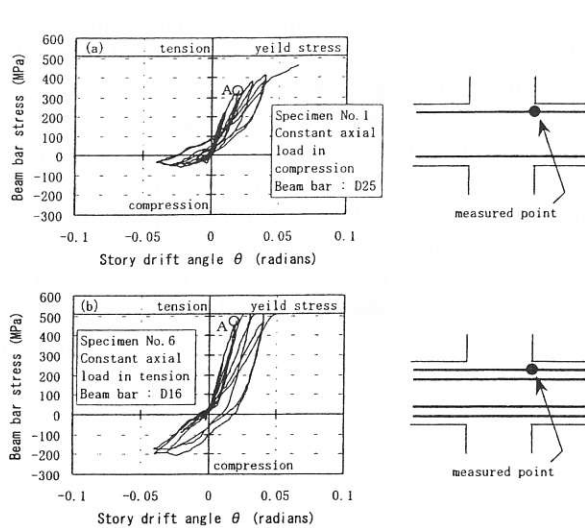 600
500
400
300
200
100
0
-100
-200
-300
Beam bar stress (MPa)
(a)
tension
yeild stress
A
Specimen No.1
Constant axial
load in
compression
Beam bar : D25
compression
-0.1
-0.05
0
0.05
0.1
Story drift angle θ (radians)
measured point
600
500
400
300
200
100
0
-100
-200
-300
Beam bar stress (MPa)
(b)
tension
yeild stress
A
Specimen No.6
Constant axial
load in tension
Beam bar : D16
compression
-0.1
-0.05
0
0.05
0.1
Story drift angle θ (radians)
measured point